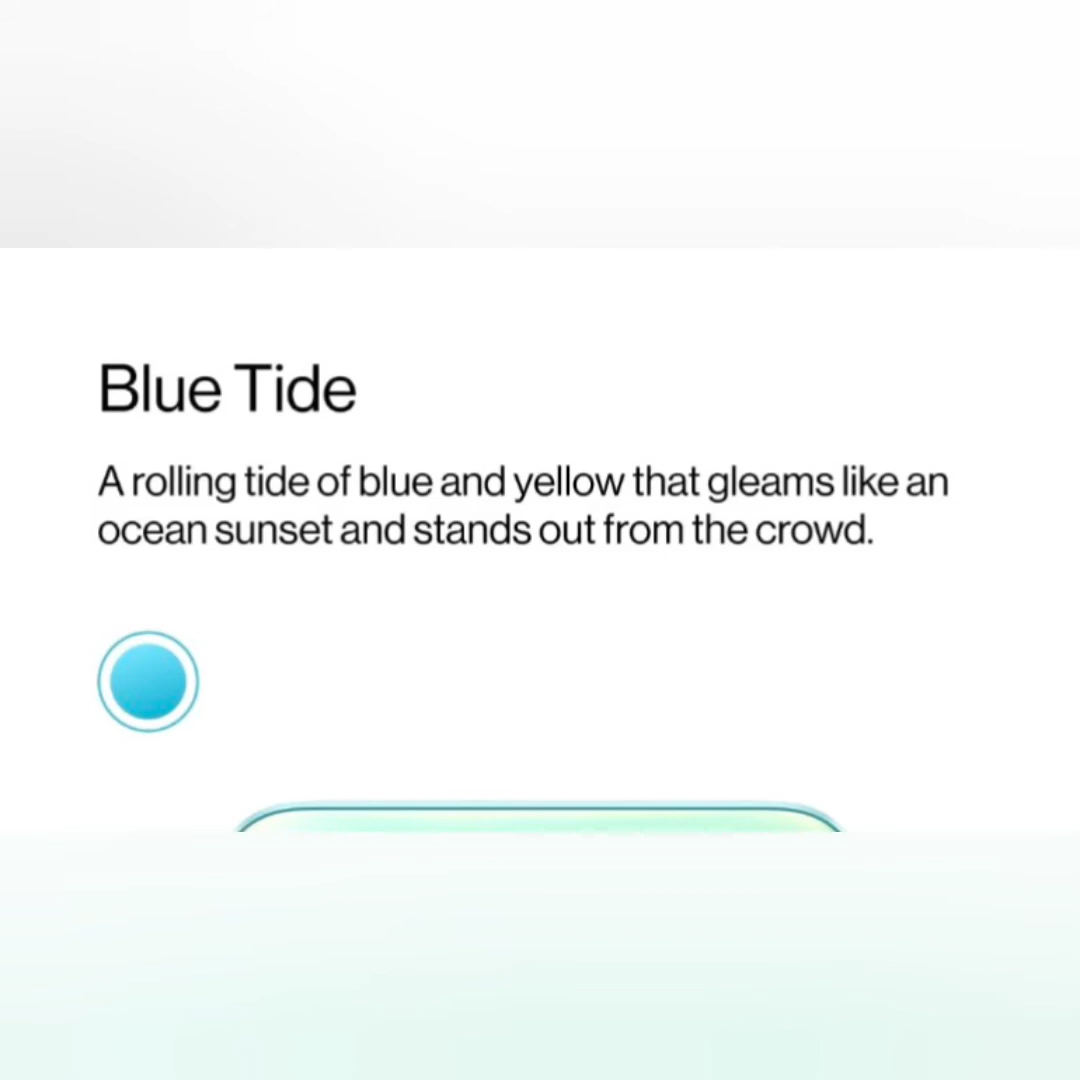 Blue Tide
A rolling tide of blue and yellow that gleams like an
ocean sunset and stands out from the crowd.